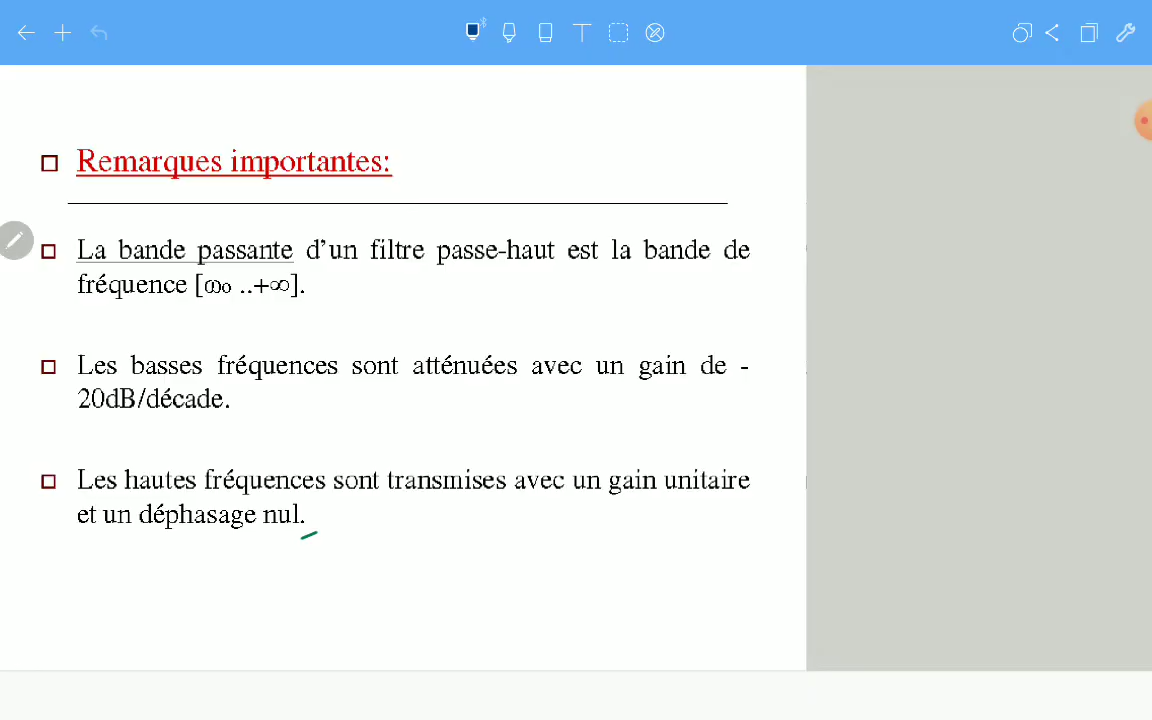 Remarques importantes:
La bande passante d’un filtre passe-haut est la bande de
fréquence [ω₀ ..+∞].
Les basses fréquences sont atténuées avec un gain de -
20dB/décade.
Les hautes fréquences sont transmises avec un gain unitaire
et un déphasage nul.